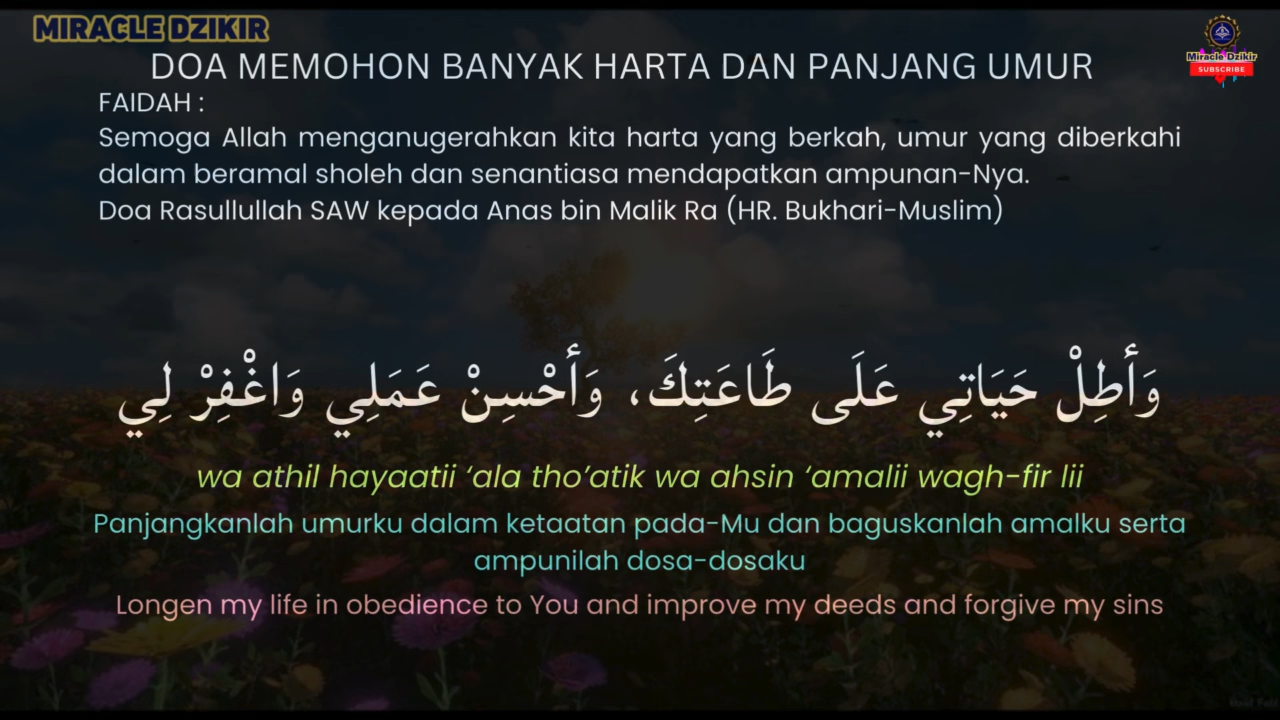 MIRACLE DZIKIR
Miracle Dzikir
SUBSCRIBE
DOA MEMOHON BANYAK HARTA DAN PANJANG UMUR
FAIDAH :
Semoga Allah menganugerahkan kita harta yang berkah, umur yang diberkahi
dalam beramal sholeh dan senantiasa mendapatkan ampunan-Nya.
Doa Rasullullah SAW kepada Anas bin Malik Ra (HR. Bukhari-Muslim)
وَأَطِلْ حَيَاتِي عَلَى طَاعَتِكَ، وَأَحْسِنْ عَمَلِي وَاغْفِرْ لِي
wa athil hayaatii ‘ala tho’atik wa ahsin ‘amalii wagh-fir lii
Panjangkanlah umurku dalam ketaatan pada-Mu dan baguskanlah amalku serta
ampunilah dosa-dosaku
Longen my life in obedience to You and improve my deeds and forgive my sins